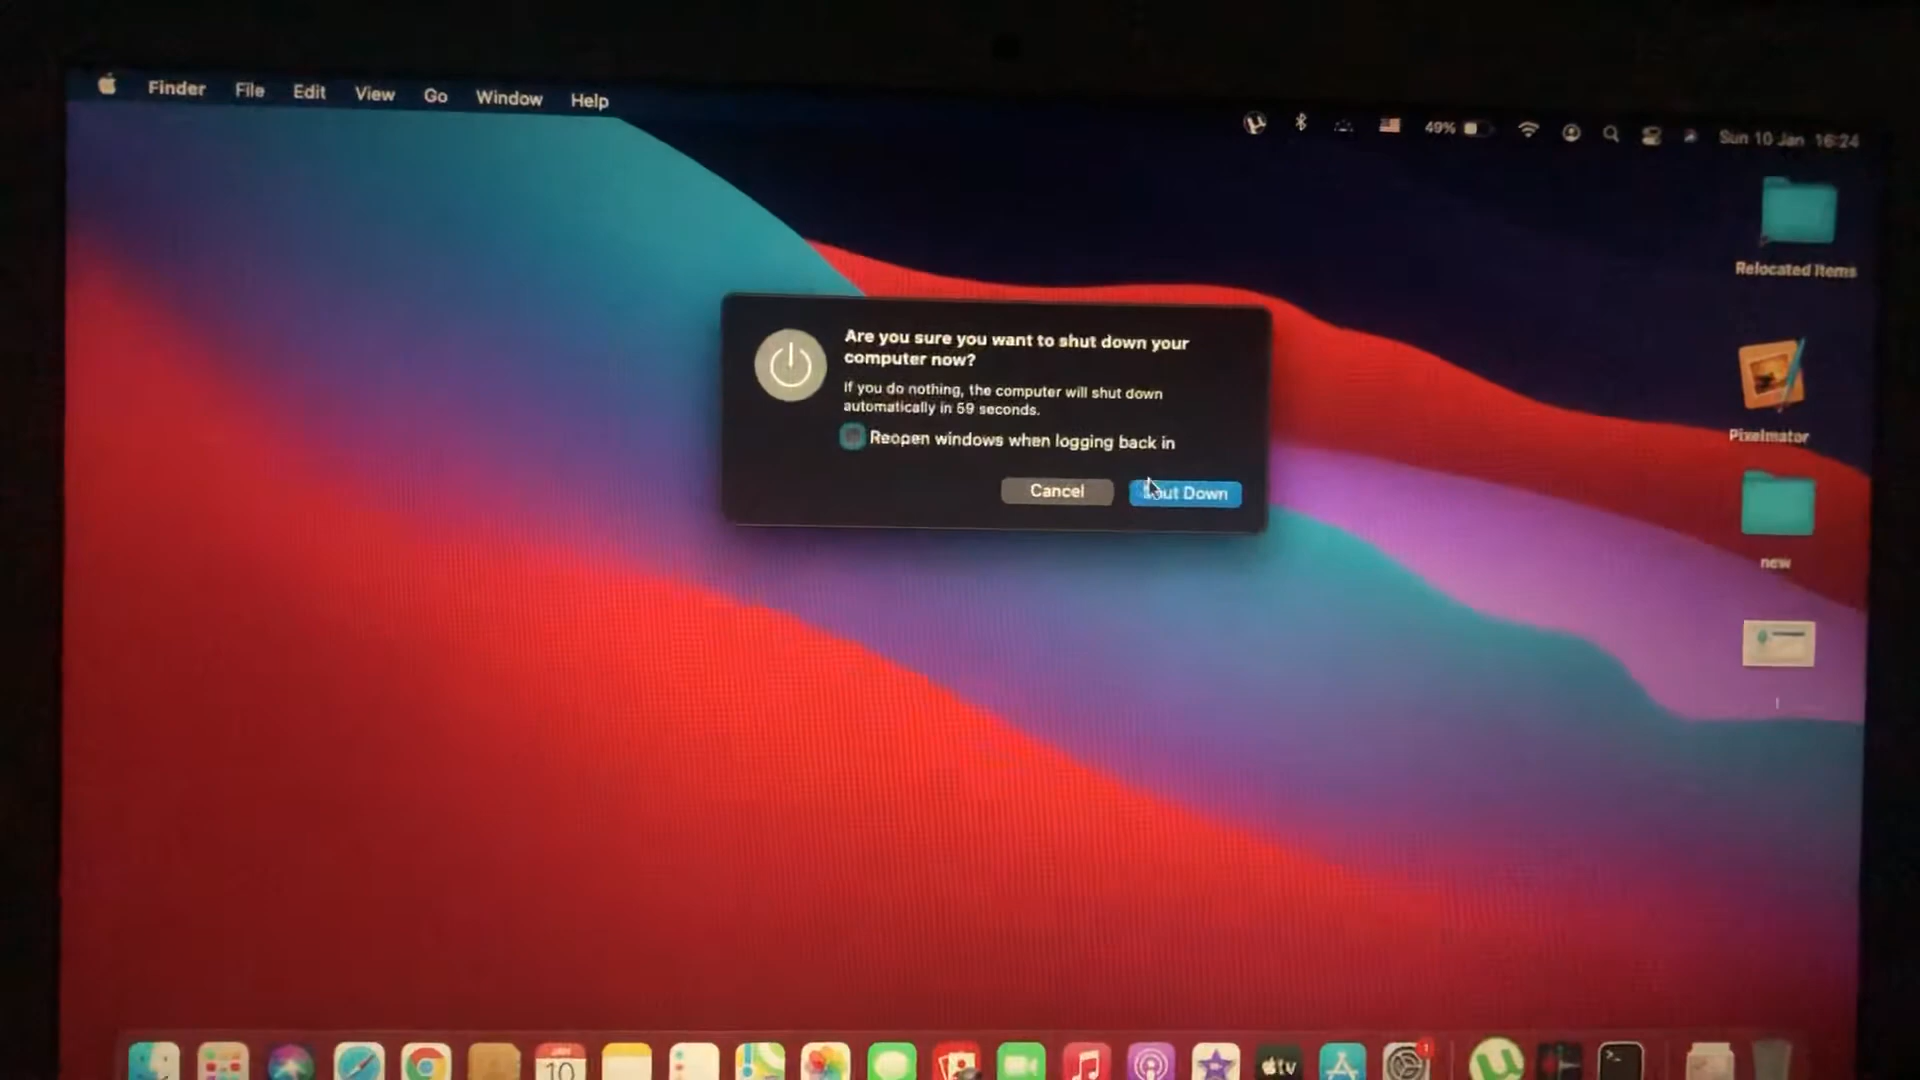 Finder File Edit View Go Window Help
49% Sun 10 Jan 16:24
Relocated Items
Are you sure you want to shut down your
computer now?
If you do nothing, the computer will shut down
automatically in 59 seconds.
Reopen windows when logging back in
Cancel Shut Down
Pixelmator
new
JAN
10
tv
1